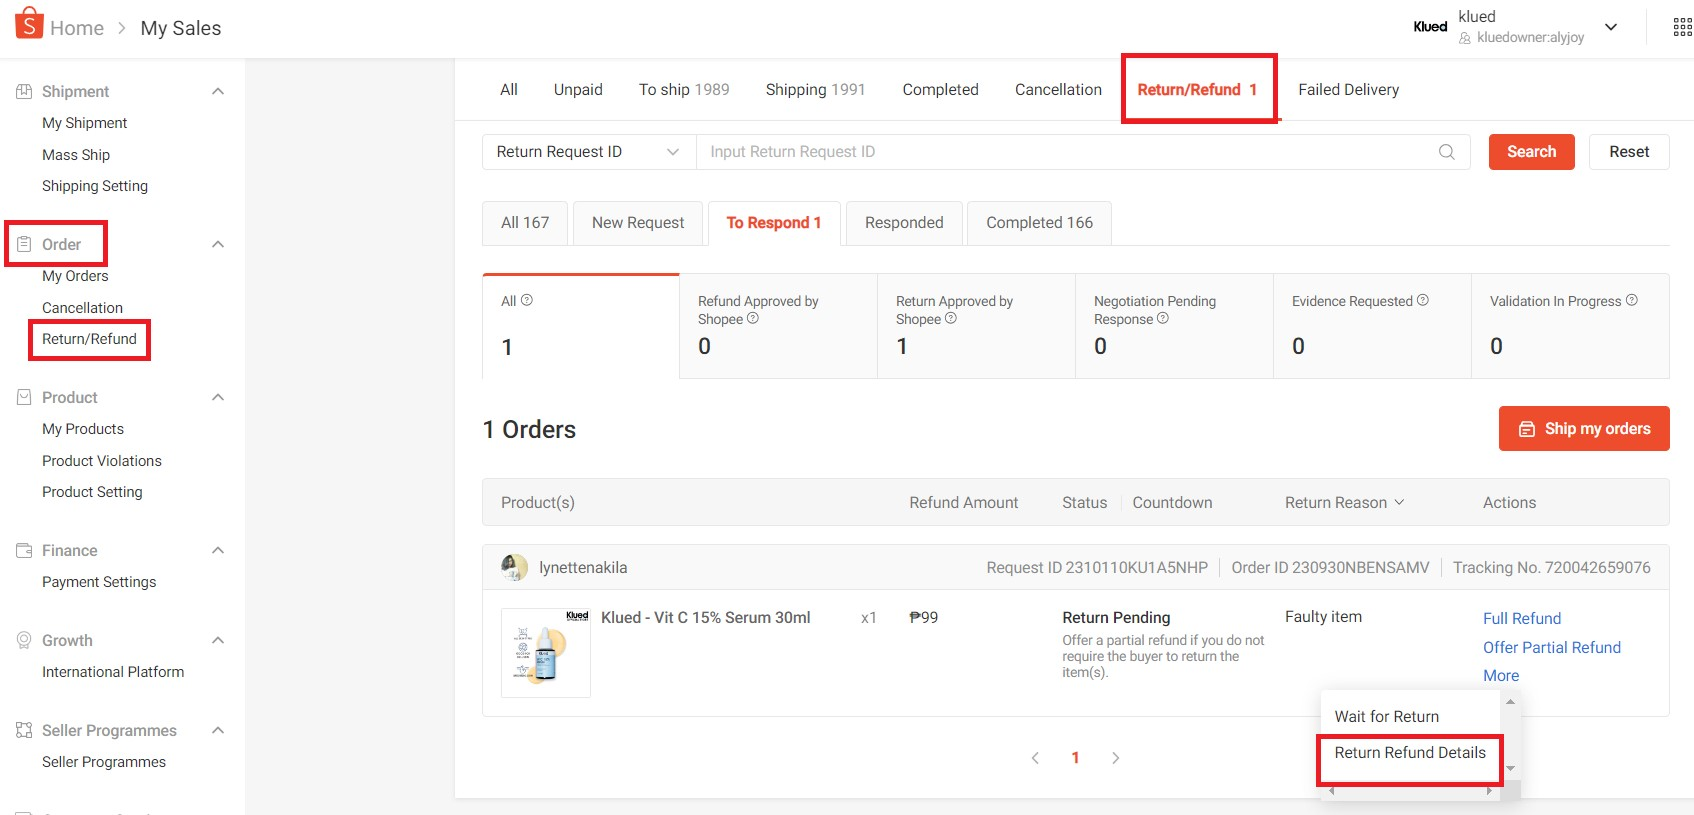 Home > My Sales
Klued
klued
kluedowner:alyjoy
Shipment
My Shipment
Mass Ship
Shipping Setting
Order
My Orders
Cancellation
Return/Refund
Product
My Products
Product Violations
Product Setting
Finance
Payment Settings
Growth
International Platform
Seller Programmes
Seller Programmes
All Unpaid To ship 1989 Shipping 1991 Completed Cancellation Return/Refund 1 Failed Delivery
Return Request ID Input Return Request ID Search Reset
All 167 New Request To Respond 1 Responded Completed 166
All
1
Refund Approved by
Shopee
0
Return Approved by
Shopee
1
Negotiation Pending
Response
0
Evidence Requested
0
Validation In Progress
0
1 Orders
Ship my orders
Product(s) Refund Amount Status Countdown Return Reason Actions
lynettenakila Request ID 2310110KU1A5NHP Order ID 230930NBENSAMV Tracking No. 720042659076
Klued
Klued - Vit C 15% Serum 30ml x1 ₱99
Return Pending
Offer a partial refund if you do not
require the buyer to return the
item(s).
Faulty item
Full Refund
Offer Partial Refund
More
Wait for Return
Return Refund Details
< 1 >